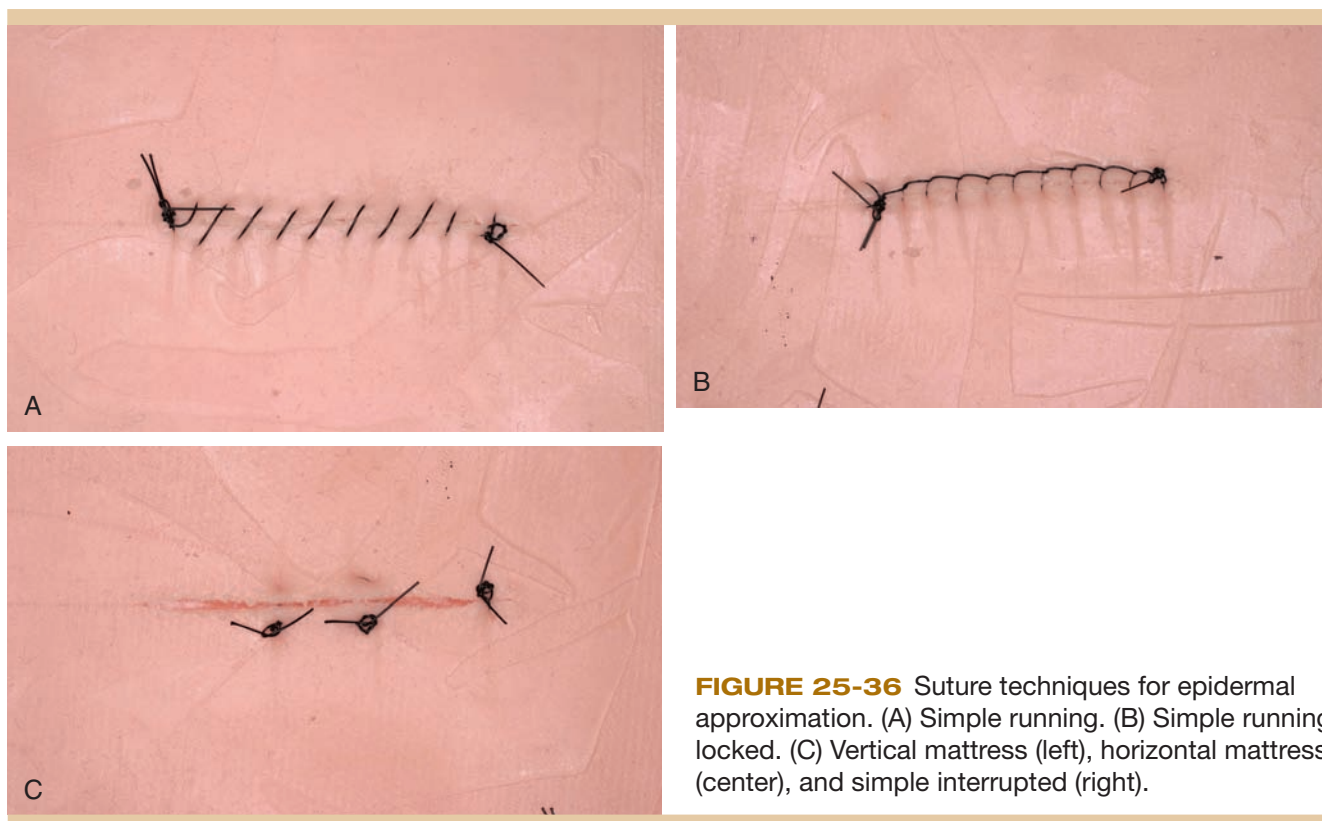 A
B
C
FIGURE 25-36 Suture techniques for epidermal
approximation. (A) Simple running. (B) Simple running
locked. (C) Vertical mattress (left), horizontal mattress
(center), and simple interrupted (right).